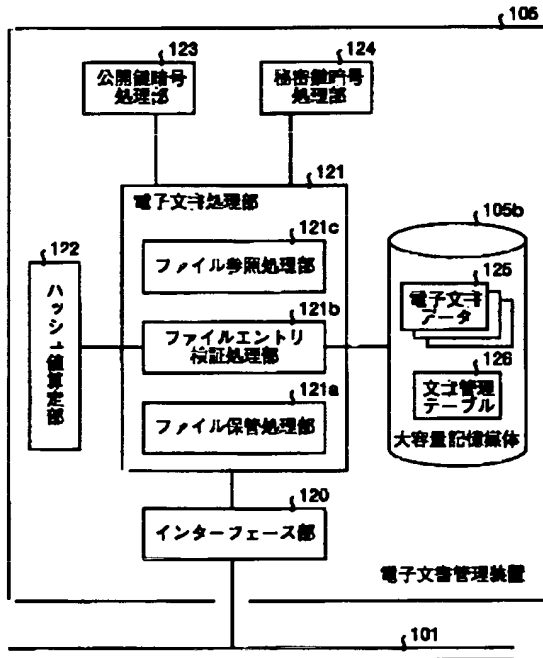 105
123
124
公開鍵暗号
処理部
秘密鍵暗号
処理部
121
電子文書処理部
105b
121c
ファイル参照処理部
122
ハッシュ値算定部
125
電子文書
データ
121b
ファイルエントリ
検証処理部
126
文書管理
テーブル
121a
ファイル保管処理部
大容量記憶媒体
120
インターフェース部
電子文書管理装置
101